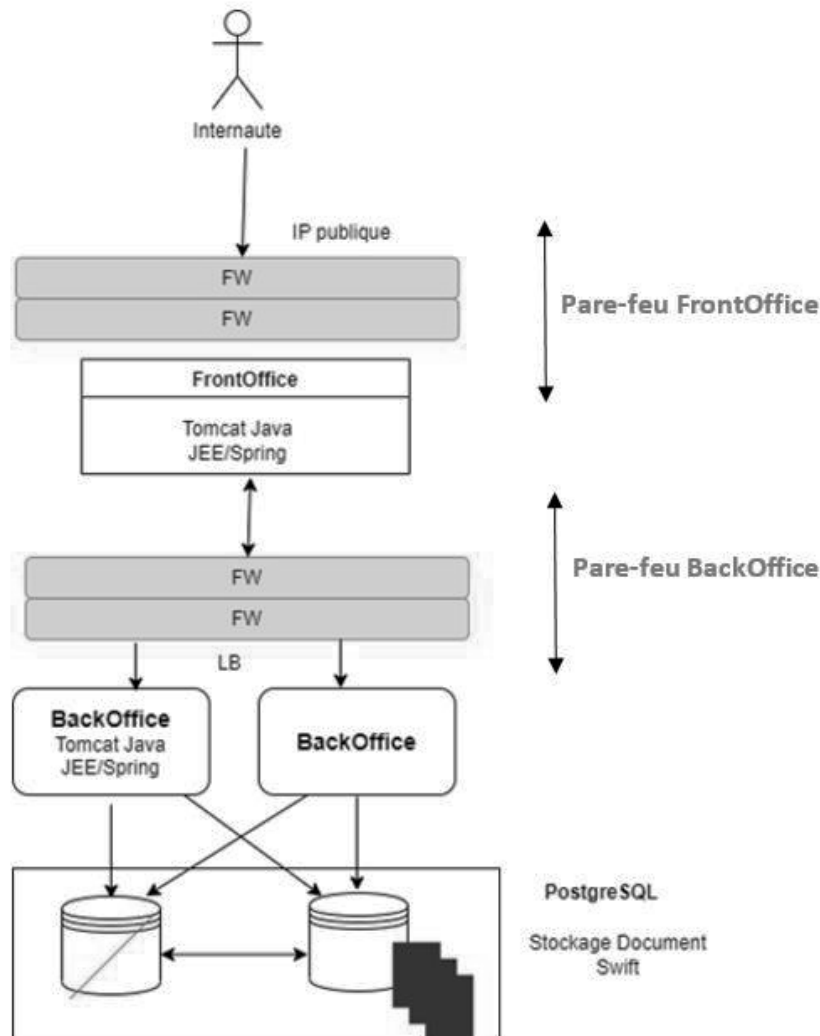 Internaute
IP publique
FW
FW
Pare-feu FrontOffice
FrontOffice
Tomcat Java
JEE/Spring
FW
FW
Pare-feu BackOffice
LB
BackOffice
Tomcat Java
JEE/Spring
BackOffice
PostgreSQL
Stockage Document
Swift